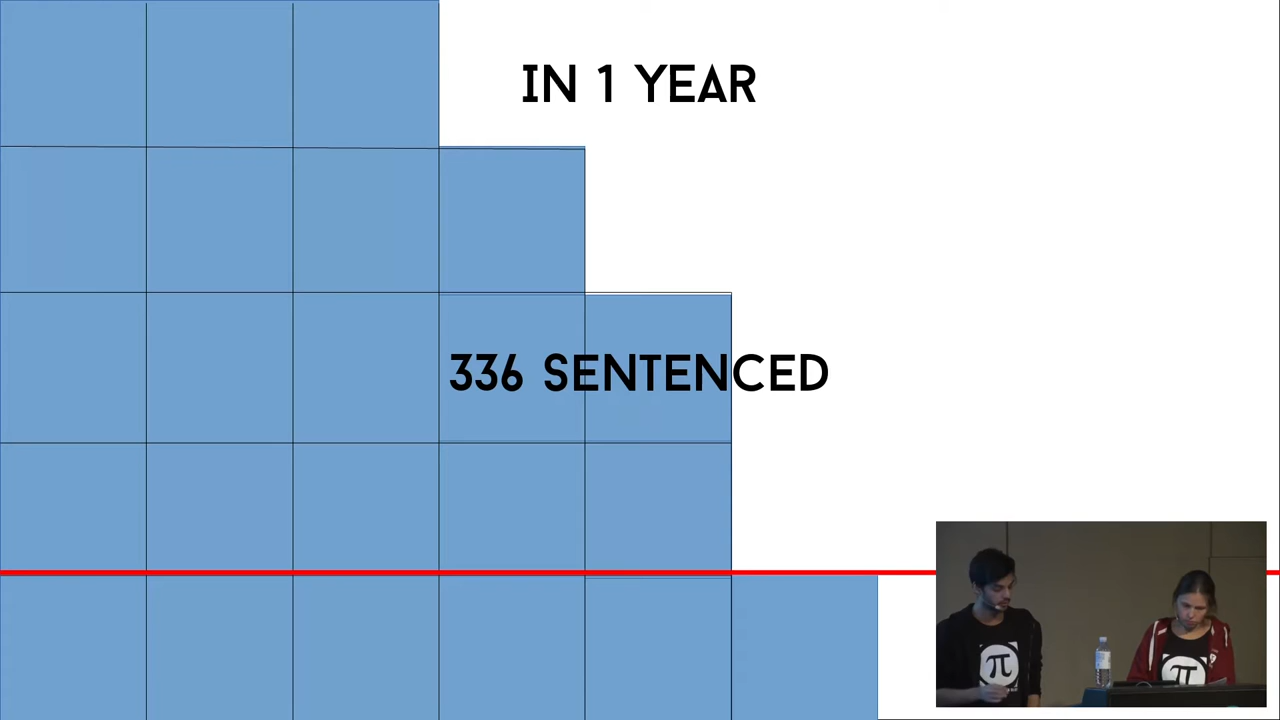 IN 1 YEAR
336 SENTENCED
π
π